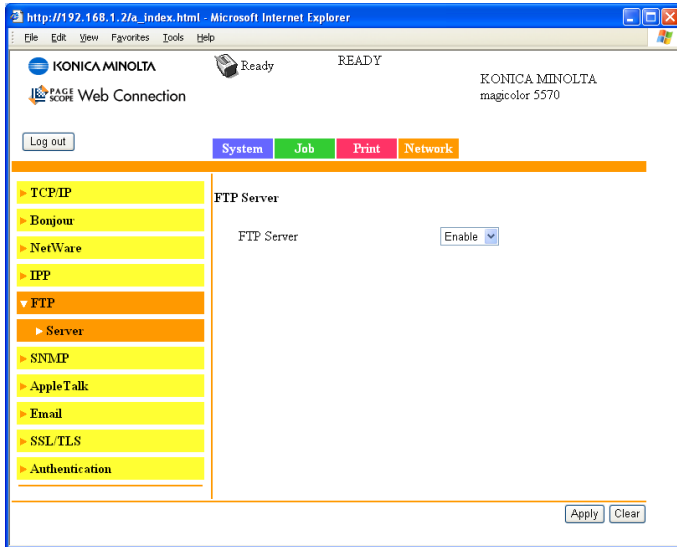 http://192.168.1.2/a_index.html - Microsoft Internet Explorer
File Edit View Favorites Tools Help
KONICA MINOLTA
Ready
READY
KONICA MINOLTA
magicolor 5570
PAGE SCOPE Web Connection
Log out
System Job Print Network
TCP/IP
Bonjour
NetWare
IPP
FTP
Server
SNMP
AppleTalk
Email
SSL/TLS
Authentication
FTP Server
FTP Server Enable
Apply Clear